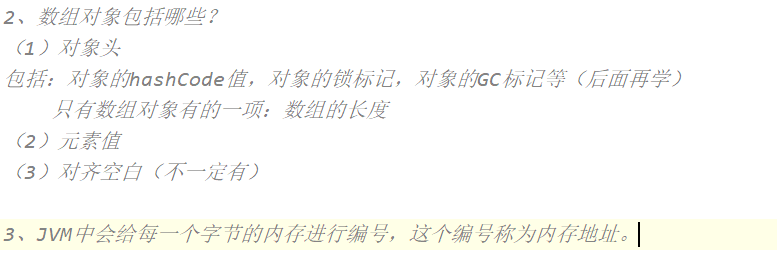 2、数组对象包括哪些？
（1）对象头
包括：对象的hashCode值，对象的锁标记，对象的GC标记等（后面再学）
只有数组对象有的一项：数组的长度
（2）元素值
（3）对齐空白（不一定有）
3、JVM中会给每一个字节的内存进行编号，这个编号称为内存地址。